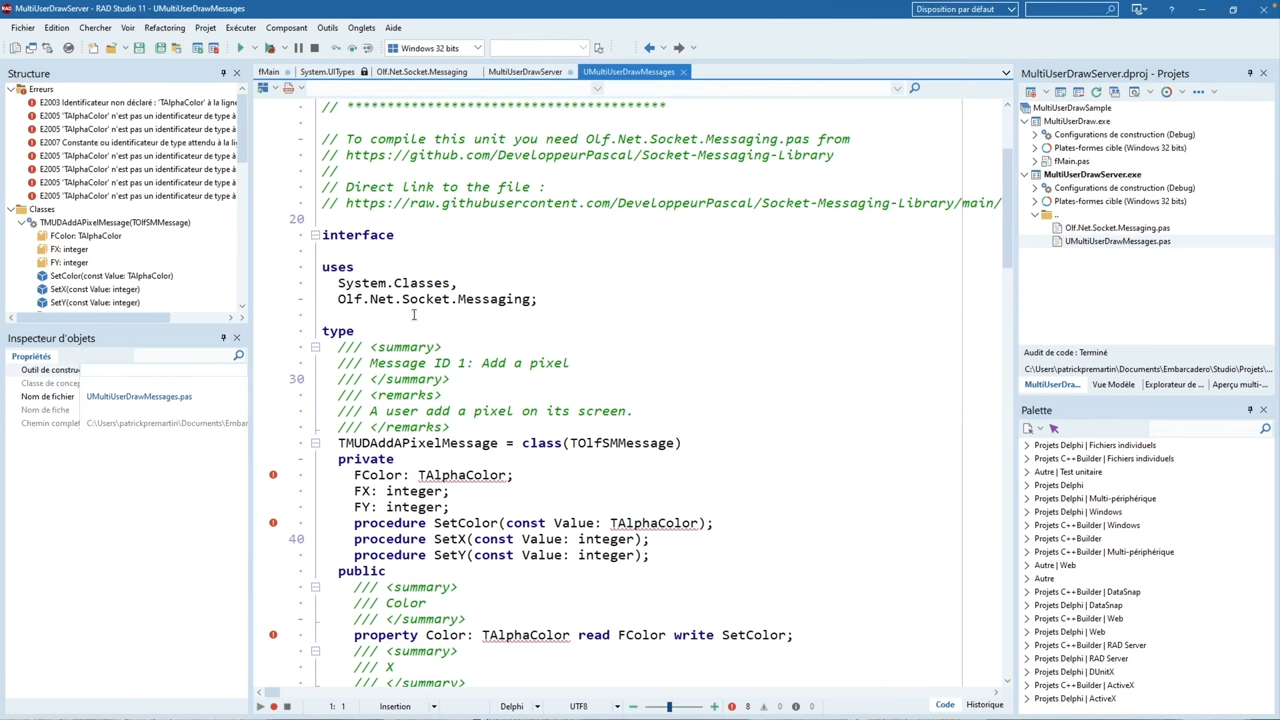 MultiUserDrawServer - RAD Studio 11 - UMultiUserDrawMessages
Disposition par défaut
Fichier Edition Chercher Voir Refactoring Projet Exécuter Composant Outils Onglets Aide
Windows 32 bits
Structure
Erreurs
E2003 Identificateur non déclaré : 'TAlphaColor' à la ligne
E2005 'TAlphaColor' n'est pas un identificateur de type à
E2007 Constante ou identificateur de type attendu à la lig
E2005 'TAlphaColor' n'est pas un identificateur de type à
E2005 'TAlphaColor' n'est pas un identificateur de type à
E2005 'TAlphaColor' n'est pas un identificateur de type à
E2005 'TAlphaColor' n'est pas un identificateur de type à
E2005 'TAlphaColor' n'est pas un identificateur de type à
Classes
TMUDAddAPixelMessage(TOlfSMMessage)
FColor: TAlphaColor
FX: integer
FY: integer
SetColor(const Value: TAlphaColor)
SetX(const Value: integer)
SetY(const Value: integer)
Inspecteur d'objets
Propriétés
Outil de constru
Classe de concep
Nom de fichier UMultiUserDrawMessages.pas
Nom de fiche
Chemin complet C:\Users\patrickpremartin\Documents\Embar
fMain System.UITypes Olf.Net.Socket.Messaging MultiUserDrawServer UMultiUserDrawMessages
// ****************************************
// To compile this unit you need Olf.Net.Socket.Messaging.pas from
// https://github.com/DeveloppeurPascal/Socket-Messaging-Library
//
// Direct link to the file :
// https://raw.githubusercontent.com/DeveloppeurPascal/Socket-Messaging-Library/main/
20
interface
uses
System.Classes,
Olf.Net.Socket.Messaging;
type
/// <summary>
/// Message ID 1: Add a pixel
30 /// </summary>
/// <remarks>
/// A user add a pixel on its screen.
/// </remarks>
TMUDAddAPixelMessage = class(TOlfSMMessage)
private
FColor: TAlphaColor;
FX: integer;
FY: integer;
procedure SetColor(const Value: TAlphaColor);
40 procedure SetX(const Value: integer);
procedure SetY(const Value: integer);
public
/// <summary>
/// Color
/// </summary>
property Color: TAlphaColor read FColor write SetColor;
/// <summary>
/// X
/// </summary>
1: 1 Insertion Delphi UTF8 8 0 0 Code Historique
MultiUserDrawServer.dproj - Projets
MultiUserDrawSample
MultiUserDraw.exe
Configurations de construction (Debug)
Plates-formes cible (Windows 32 bits)
fMain.pas
MultiUserDrawServer.exe
Configurations de construction (Debug)
Plates-formes cible (Windows 32 bits)
..
Olf.Net.Socket.Messaging.pas
UMultiUserDrawMessages.pas
Audit de code : Terminé
C:\Users\patrickpremartin\Documents\Embarcadero\Studio\Projets\...
MultiUserDra... Vue Modèle Explorateur de ... Aperçu multi-...
Palette
Projets Delphi | Fichiers individuels
Projets C++Builder | Fichiers individuels
Autre | Test unitaire
Projets Delphi
Projets Delphi | Multi-périphérique
Projets Delphi | Windows
Projets C++Builder | Windows
Projets C++Builder
Projets C++Builder | Multi-périphérique
Autre | Web
Autre
Projets C++Builder | DataSnap
Projets Delphi | DataSnap
Projets C++Builder | Web
Projets Delphi | Web
Projets C++Builder | RAD Server
Projets Delphi | RAD Server
Projets Delphi | DUnitX
Projets C++Builder | ActiveX
Projets Delphi | ActiveX